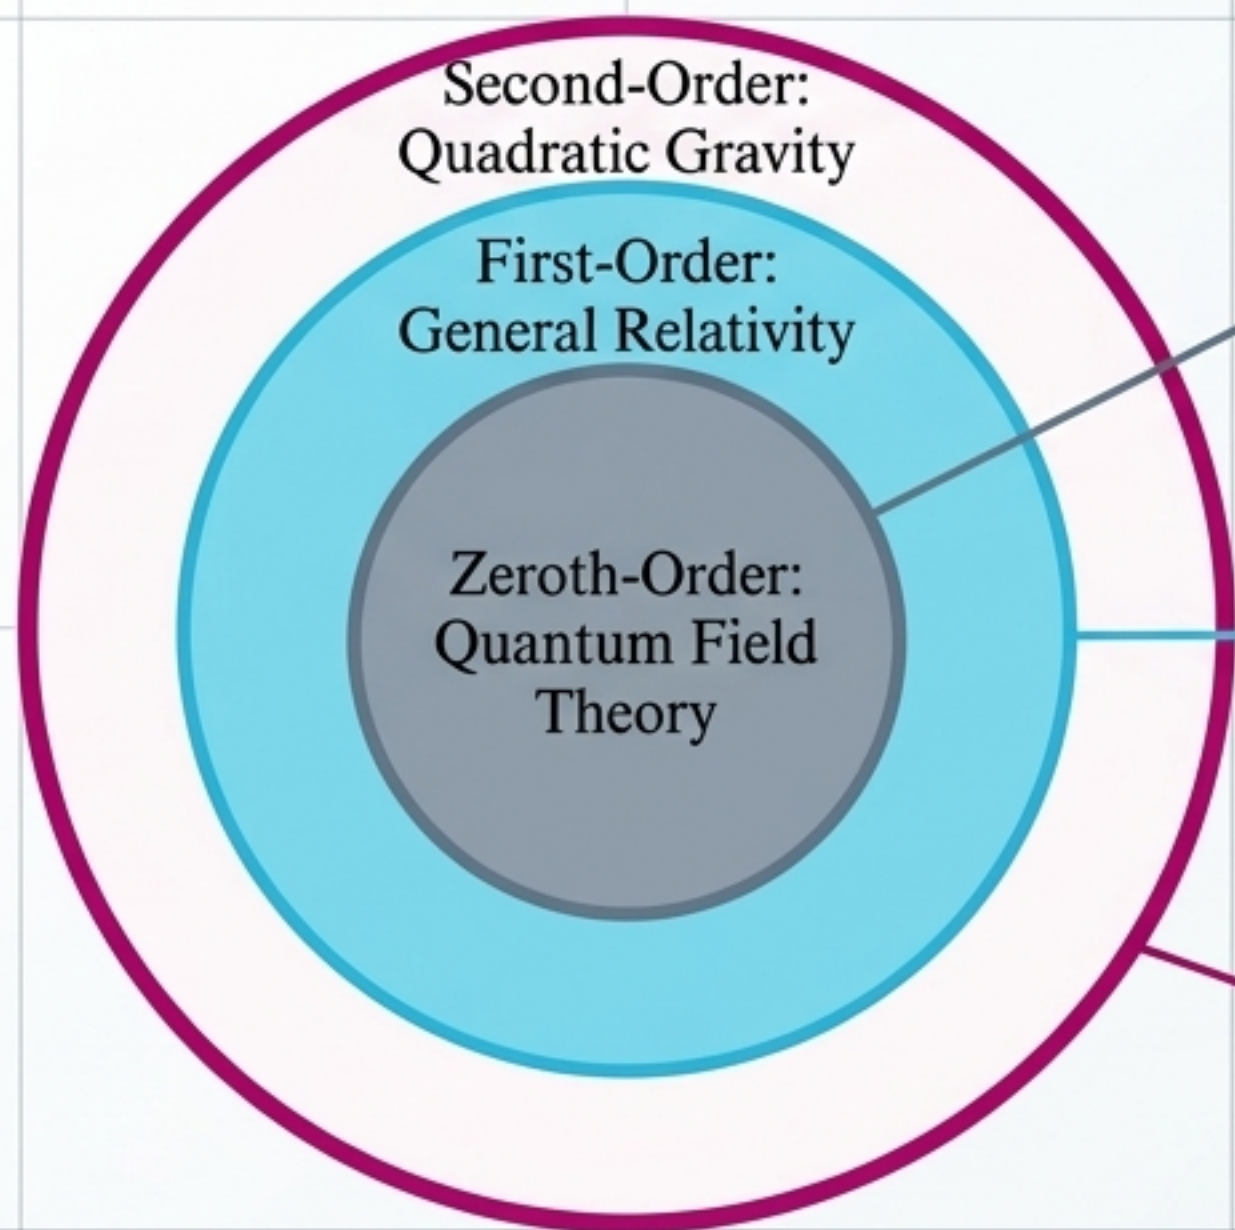 Second-Order:
Quadratic Gravity
First-Order:
General Relativity
Zeroth-Order:
Quantum Field
Theory